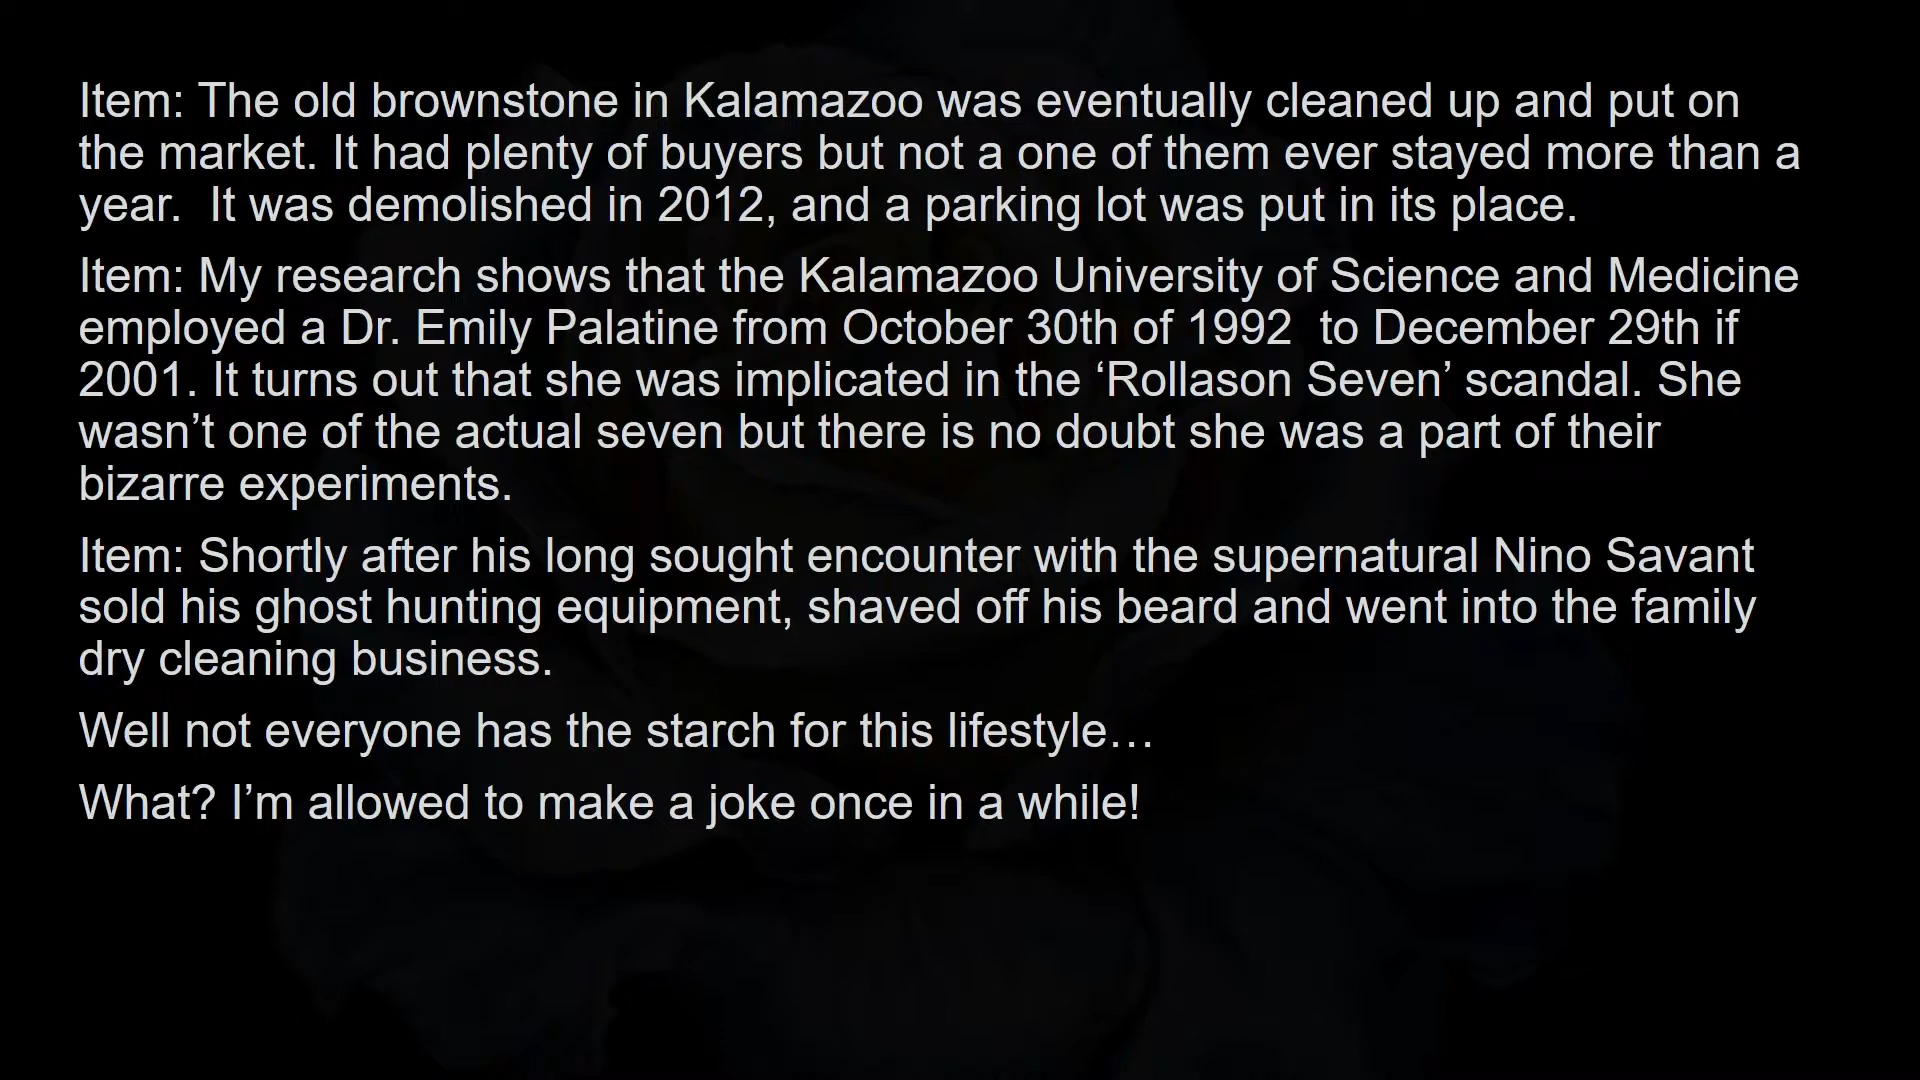 Item: The old brownstone in Kalamazoo was eventually cleaned up and put on
the market. It had plenty of buyers but not a one of them ever stayed more than a
year.  It was demolished in 2012, and a parking lot was put in its place.
Item: My research shows that the Kalamazoo University of Science and Medicine
employed a Dr. Emily Palatine from October 30th of 1992  to December 29th if
2001. It turns out that she was implicated in the ‘Rollason Seven’ scandal. She
wasn’t one of the actual seven but there is no doubt she was a part of their
bizarre experiments.
Item: Shortly after his long sought encounter with the supernatural Nino Savant
sold his ghost hunting equipment, shaved off his beard and went into the family
dry cleaning business.
Well not everyone has the starch for this lifestyle…
What? I’m allowed to make a joke once in a while!